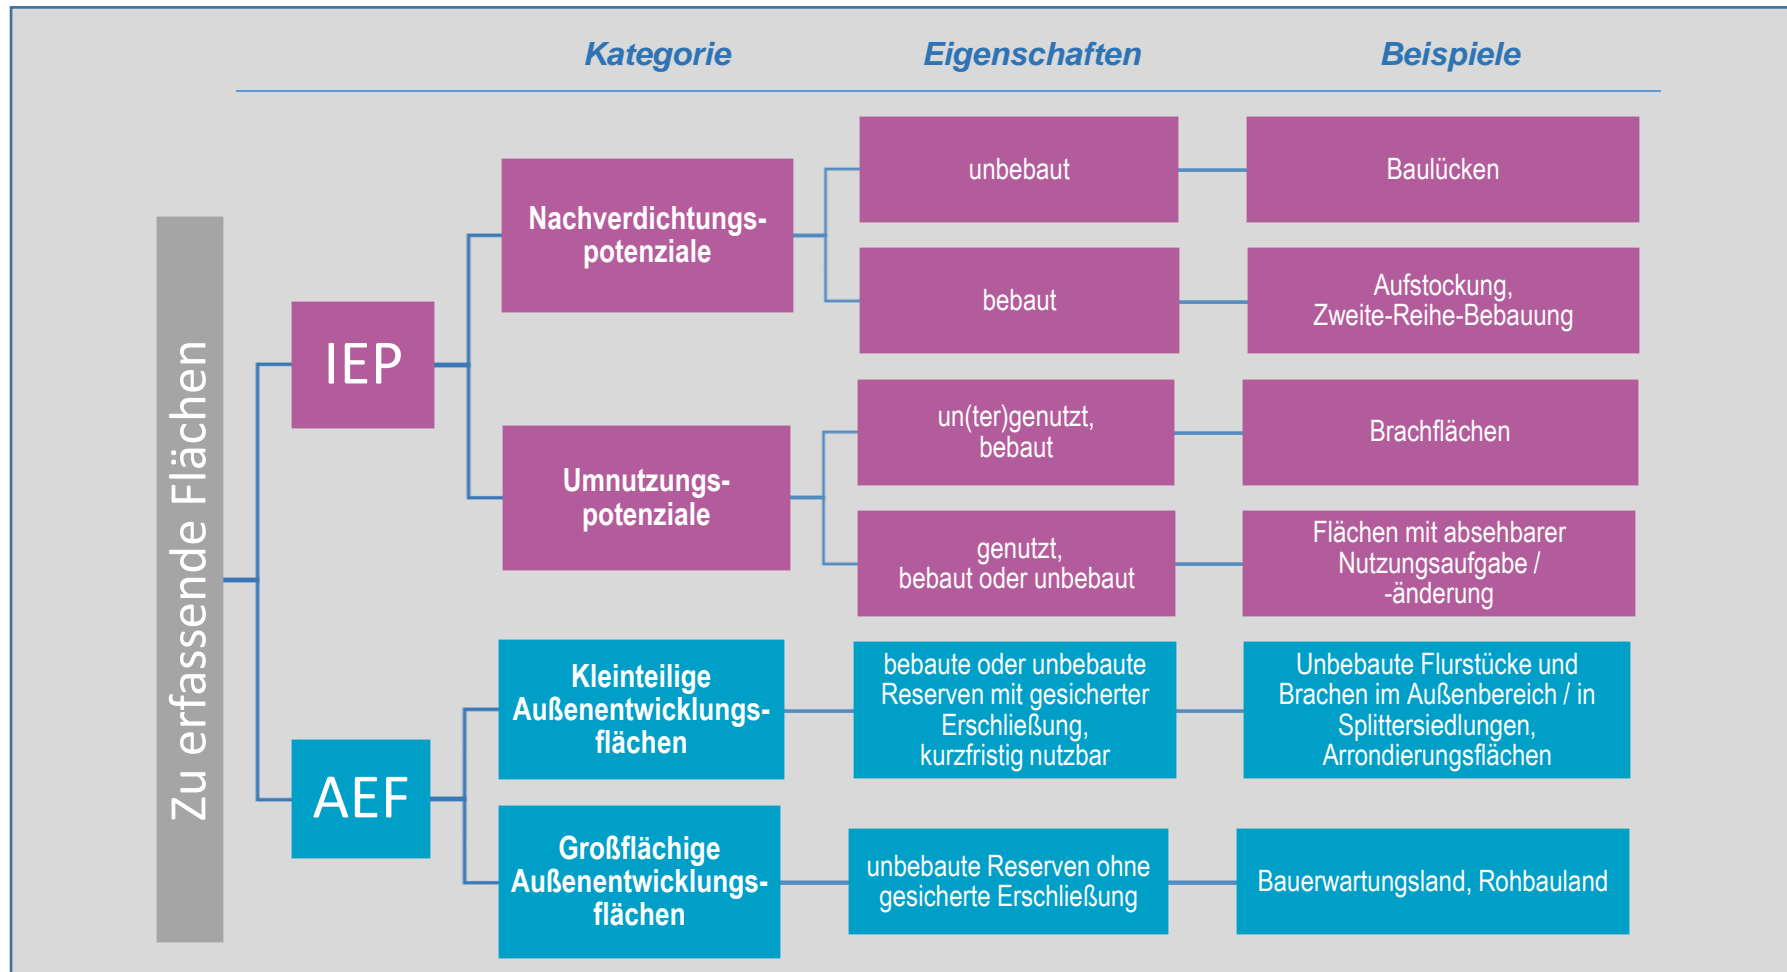 Kategorie
Eigenschaften
Beispiele
Zu erfassende Flächen
IEP
Nachverdichtungs-
potenziale
unbebaut
Baulücken
bebaut
Aufstockung,
Zweite-Reihe-Bebauung
Umnutzungs-
potenziale
un(ter)genutzt,
bebaut
Brachflächen
genutzt,
bebaut oder unbebaut
Flächen mit absehbarer
Nutzungsaufgabe /
-änderung
AEF
Kleinteilige
Außenentwicklungs-
flächen
bebaute oder unbebaute
Reserven mit gesicherter
Erschließung,
kurzfristig nutzbar
Unbebaute Flurstücke und
Brachen im Außenbereich / in
Splittersiedlungen,
Arrondierungsflächen
Großflächige
Außenentwicklungs-
flächen
unbebaute Reserven ohne
gesicherte Erschließung
Bauerwartungsland, Rohbauland